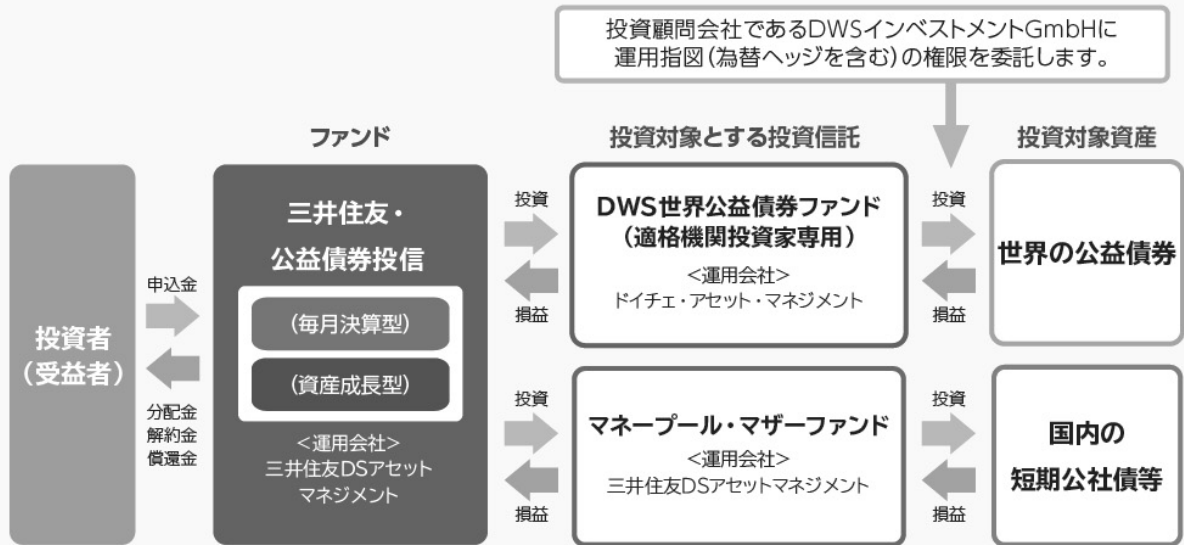 投資顧問会社であるDWSインベストメントGmbHに
運用指図(為替ヘッジを含む)の権限を委託します。
ファンド
投資対象とする投資信託
投資対象資産
投資者
(受益者)
申込金
分配金
解約金
償還金
三井住友・
公益債券投信
(毎月決算型)
(資産成長型)
<運用会社>
三井住友DSアセット
マネジメント
投資
損益
DWS世界公益債券ファンド
(適格機関投資家専用)
<運用会社>
ドイチェ・アセット・マネジメント
投資
損益
世界の公益債券
投資
損益
マネープール・マザーファンド
<運用会社>
三井住友DSアセットマネジメント
投資
損益
国内の
短期公社債等